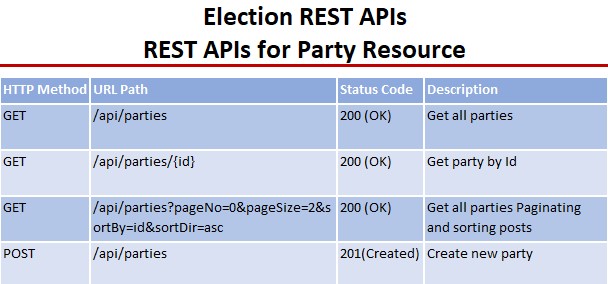 Election REST APIs
REST APIs for Party Resource
HTTP Method URL Path Status Code Description
GET /api/parties 200 (OK) Get all parties
GET /api/parties/{id} 200 (OK) Get party by Id
GET /api/parties?pageNo=0&pageSize=2&s 200 (OK) Get all parties Paginating
ortBy=id&sortDir=asc and sorting posts
POST /api/parties 201(Created) Create new party